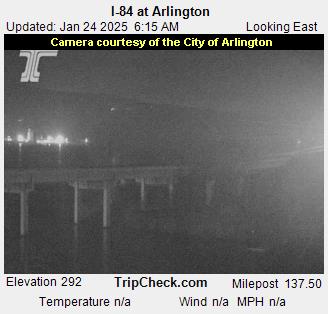 I-84 at Arlington
Updated: Jan 24 2025 6:15 AM Looking East
Camera courtesy of the City of Arlington
Elevation 292 TripCheck.com Milepost 137.50
Temperature n/a Wind n/a MPH n/a